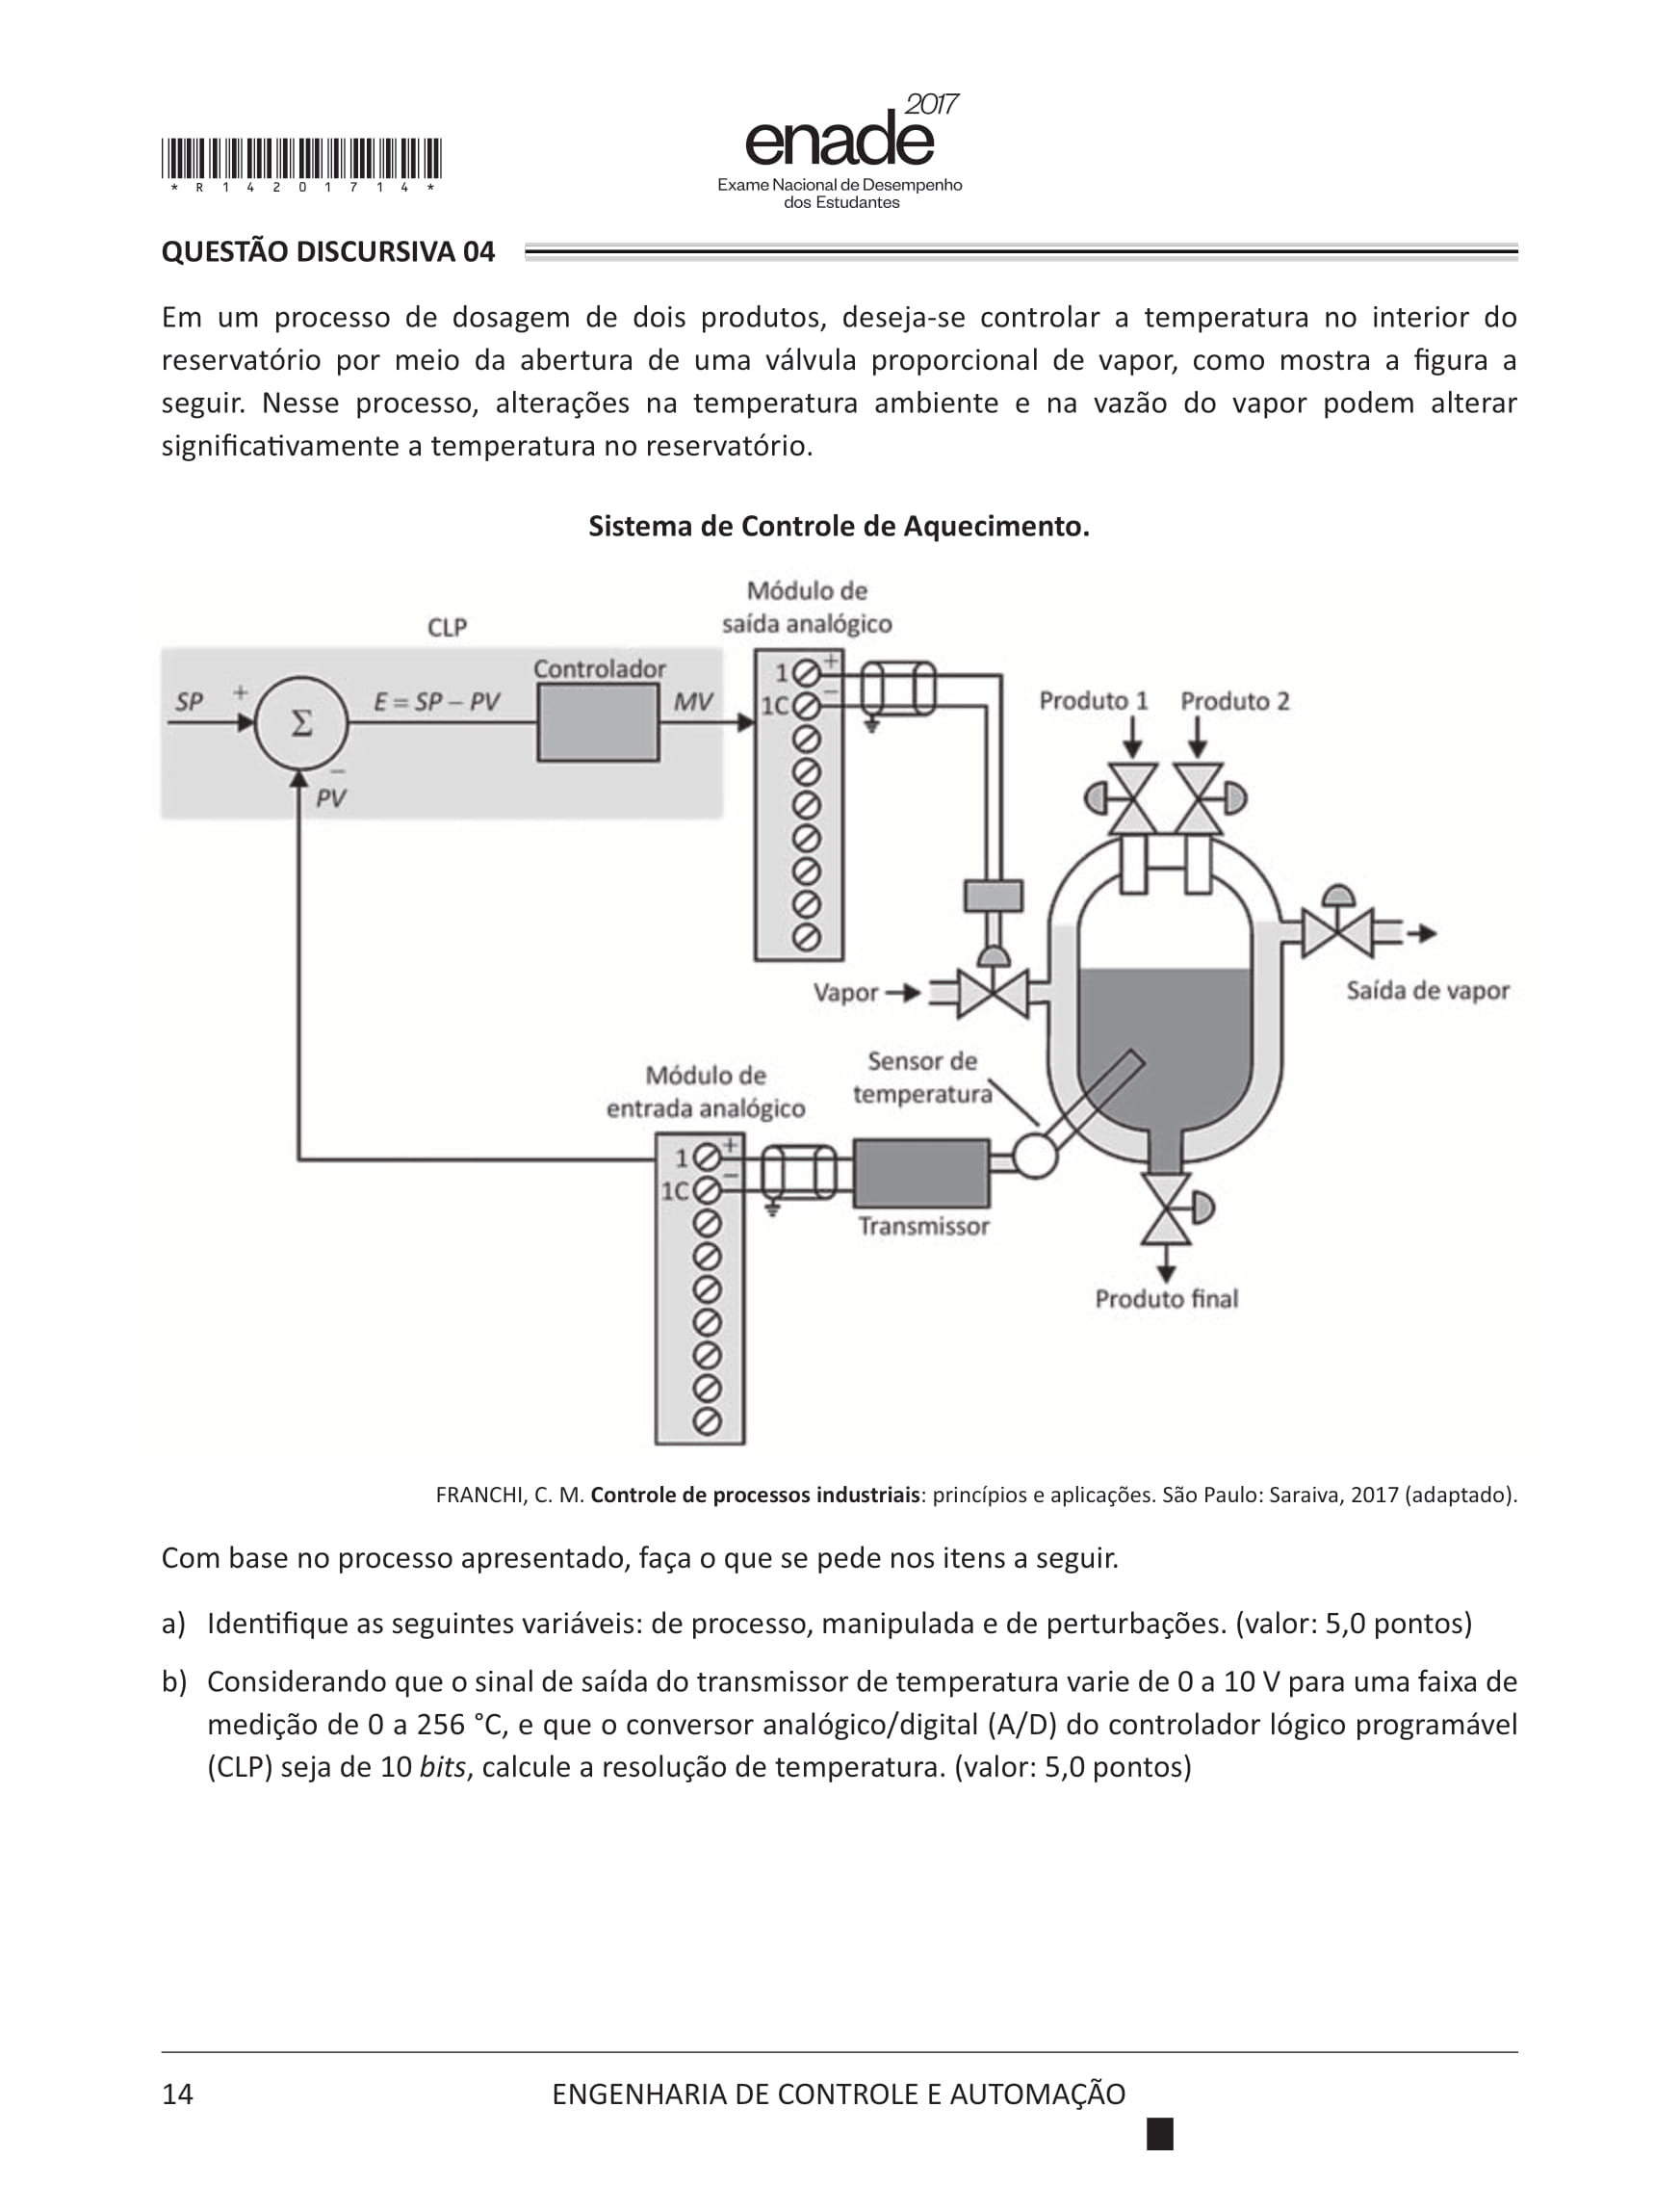 2017
enade
Exame Nacional de Desempenho
dos Estudantes
* R 1 4 2 0 1 7 1 4 *
QUESTÃO DISCURSIVA 04
Em um processo de dosagem de dois produtos, deseja-se controlar a temperatura no interior do
reservatório por meio da abertura de uma válvula proporcional de vapor, como mostra a figura a
seguir. Nesse processo, alterações na temperatura ambiente e na vazão do vapor podem alterar
significativamente a temperatura no reservatório.
Sistema de Controle de Aquecimento.
Módulo de
saída analógico
CLP
Controlador
SP
+
Σ
E = SP – PV
MV
–
PV
1
+
1C
–
Produto 1
Produto 2
Vapor
Saída de vapor
Sensor de
temperatura
Módulo de
entrada analógico
1
+
1C
–
Transmissor
Produto final
FRANCHI, C. M. Controle de processos industriais: princípios e aplicações. São Paulo: Saraiva, 2017 (adaptado).
Com base no processo apresentado, faça o que se pede nos itens a seguir.
a) Identifique as seguintes variáveis: de processo, manipulada e de perturbações. (valor: 5,0 pontos)
b) Considerando que o sinal de saída do transmissor de temperatura varie de 0 a 10 V para uma faixa de
medição de 0 a 256 °C, e que o conversor analógico/digital (A/D) do controlador lógico programável
(CLP) seja de 10 bits, calcule a resolução de temperatura. (valor: 5,0 pontos)
14
ENGENHARIA DE CONTROLE E AUTOMAÇÃO